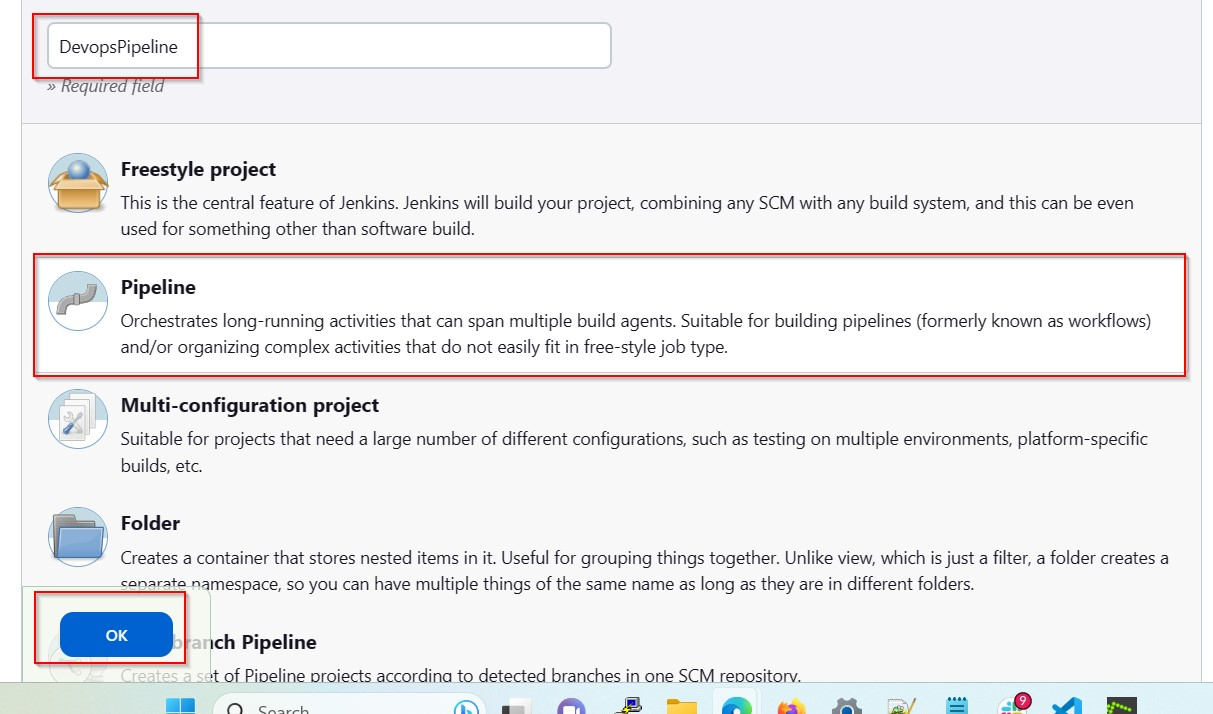 DevopsPipeline
» Required field
Freestyle project
This is the central feature of Jenkins. Jenkins will build your project, combining any SCM with any build system, and this can be even
used for something other than software build.
Pipeline
Orchestrates long-running activities that can span multiple build agents. Suitable for building pipelines (formerly known as workflows)
and/or organizing complex activities that do not easily fit in free-style job type.
Multi-configuration project
Suitable for projects that need a large number of different configurations, such as testing on multiple environments, platform-specific
builds, etc.
Folder
Creates a container that stores nested items in it. Useful for grouping things together. Unlike view, which is just a filter, a folder creates a
separate namespace, so you can have multiple things of the same name as long as they are in different folders.
OK
branch Pipeline
Creates a set of Pipeline projects according to detected branches in one SCM repository.
Search
9